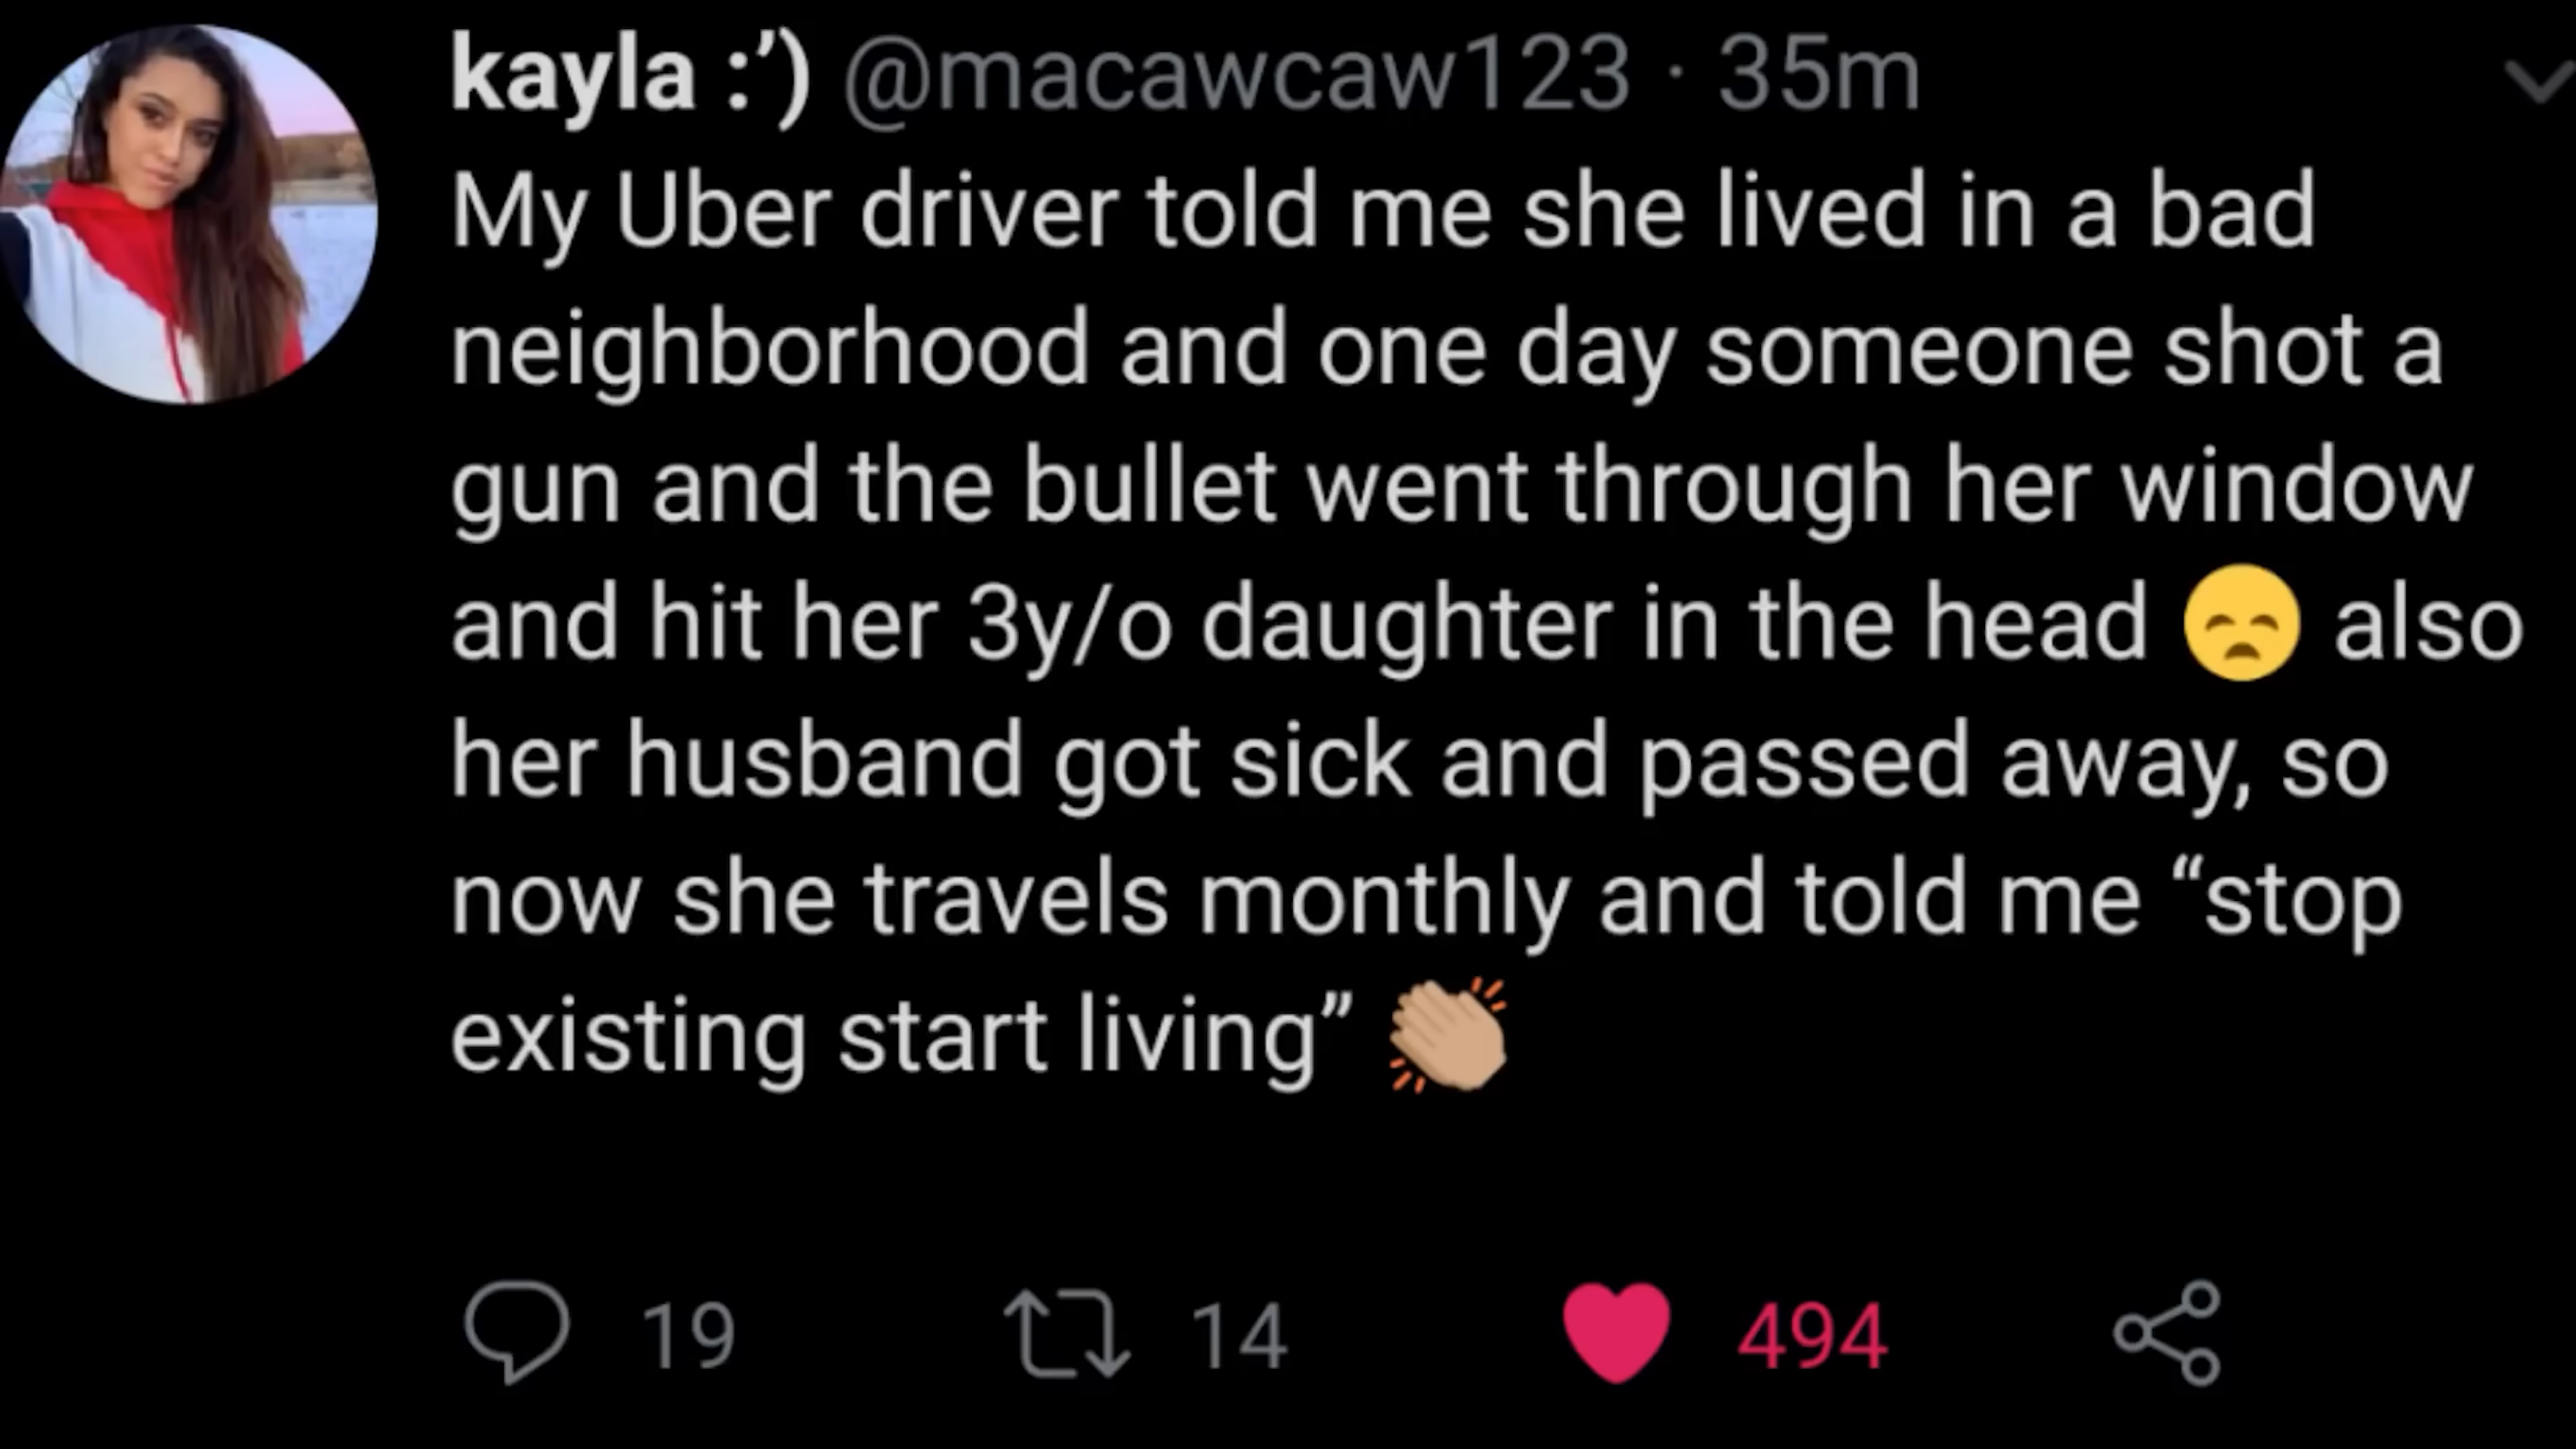 kayla :’) @macawcaw123 · 35m
My Uber driver told me she lived in a bad
neighborhood and one day someone shot a
gun and the bullet went through her window
and hit her 3y/o daughter in the head 😞 also
her husband got sick and passed away, so
now she travels monthly and told me “stop
existing start living” 👏🏼
19 14 494